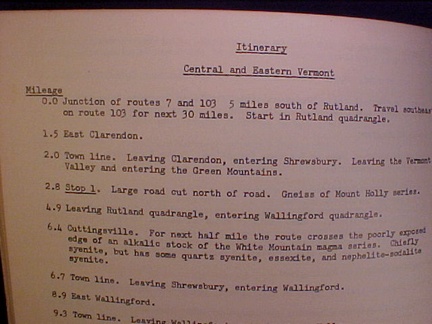 Itinerary
Central and Eastern Vermont
Mileage
0.0 Junction of routes 7 and 103 5 miles south of Rutland. Travel southeas
on route 103 for next 30 miles. Start in Rutland quadrangle.
1.5 East Clarendon.
2.0 Town line. Leaving Clarendon, entering Shrewsbury. Leaving the Vermont
Valley and entering the Green Mountains.
2.8 Stop 1. Large road cut north of road. Gneiss of Mount Holly series.
4.9 Leaving Rutland quadrangle, entering Wallingford quadrangle.
6.4 Cuttingsville. For next half mile the route crosses the poorly exposed
edge of an alkalic stock of the White Mountain magma series. Chiefly
syenite, but has some quarts syenite, essexite, and nephelite-sodalite
syenite.
6.7 Town line. Leaving Shrewsbury, entering Wallingford.
8.9 East Wallingford.
9.3 Town line. Leaving